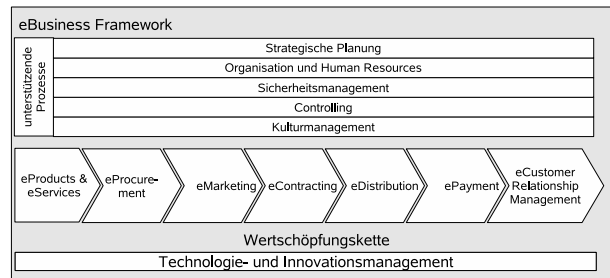 eBusiness Framework
unterstützende
Prozesse
Strategische Planung
Organisation und Human Resources
Sicherheitsmanagement
Controlling
Kulturmanagement
eProducts &
eServices
eProcure-
ment
eMarketing
eContracting
eDistribution
ePayment
eCustomer
Relationship
Management
Wertschöpfungskette
Technologie- und Innovationsmanagement